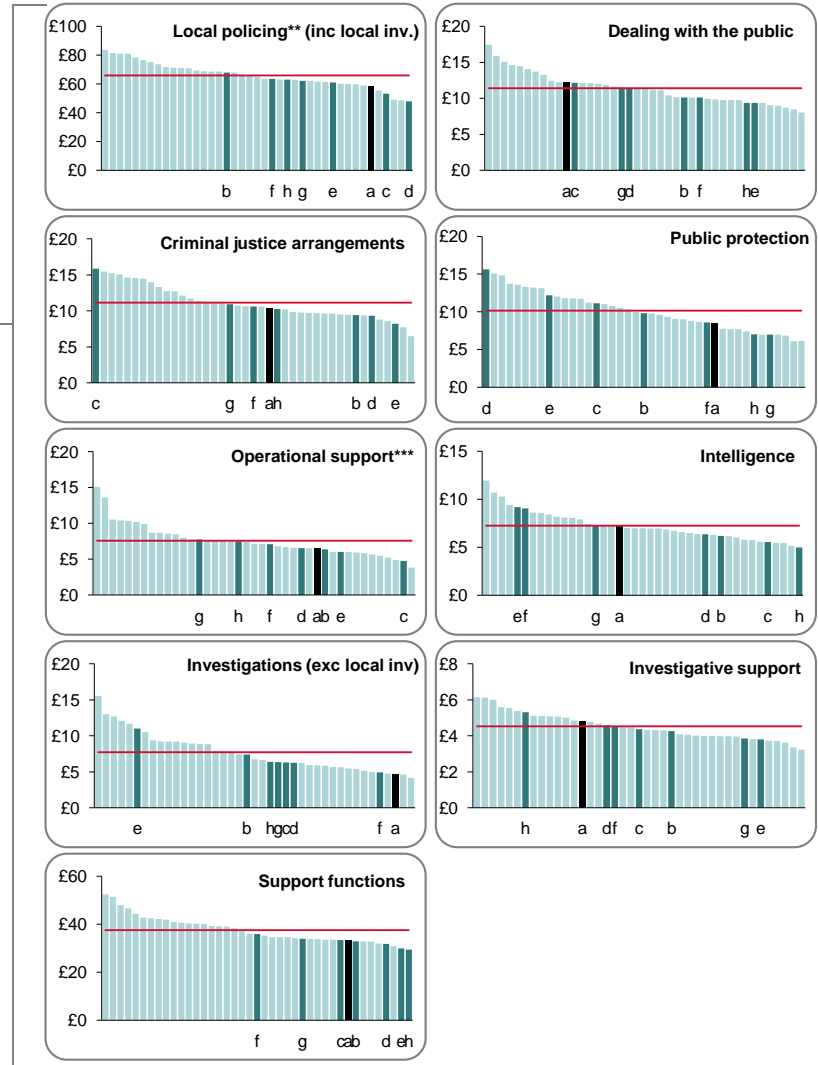 Local policing** (inc local inv.)
£100
£80
£60
£40
£20
£0
b f h g e a c d
Dealing with the public
£20
£15
£10
£5
£0
ac gd b f he
Criminal justice arrangements
£20
£15
£10
£5
£0
c g f ah b d e
Public protection
£20
£15
£10
£5
£0
d e c b fa h g
Operational support***
£20
£15
£10
£5
£0
g h f d ab e c
Intelligence
£15
£10
£5
£0
ef g a d b c h
Investigations (exc local inv)
£20
£15
£10
£5
£0
e b hgcd f a
Investigative support
£8
£6
£4
£2
£0
h a df c b g e
Support functions
£60
£40
£20
£0
f g cab d eh